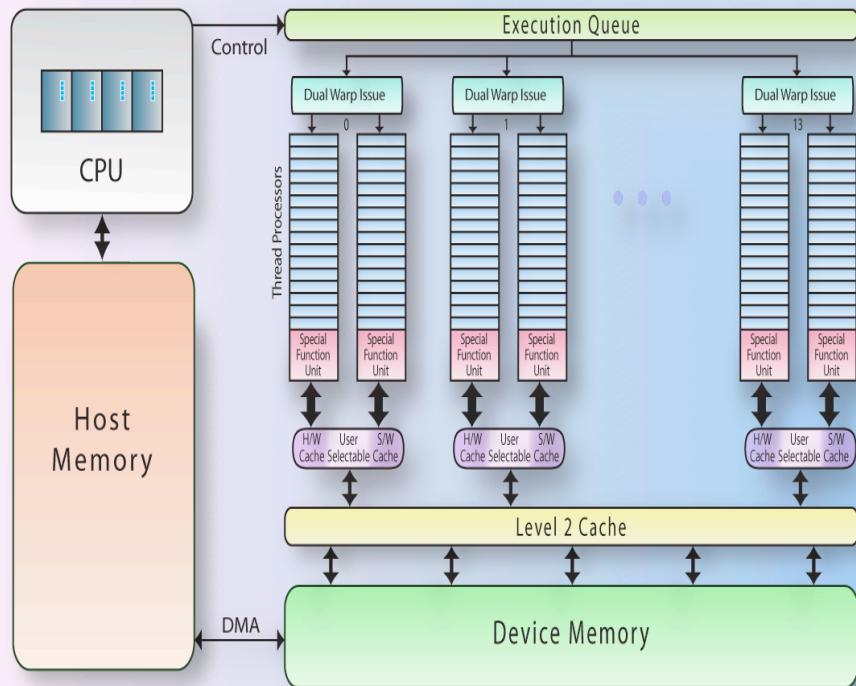 Execution Queue
Control
Dual Warp Issue
Dual Warp Issue
Dual Warp Issue
0
1
13
CPU
Thread Processors
Special
Function
Unit
Special
Function
Unit
Special
Function
Unit
Special
Function
Unit
Special
Function
Unit
Special
Function
Unit
Host
Memory
H/W User S/W
Cache Selectable Cache
H/W User S/W
Cache Selectable Cache
H/W User S/W
Cache Selectable Cache
Level 2 Cache
DMA
Device Memory